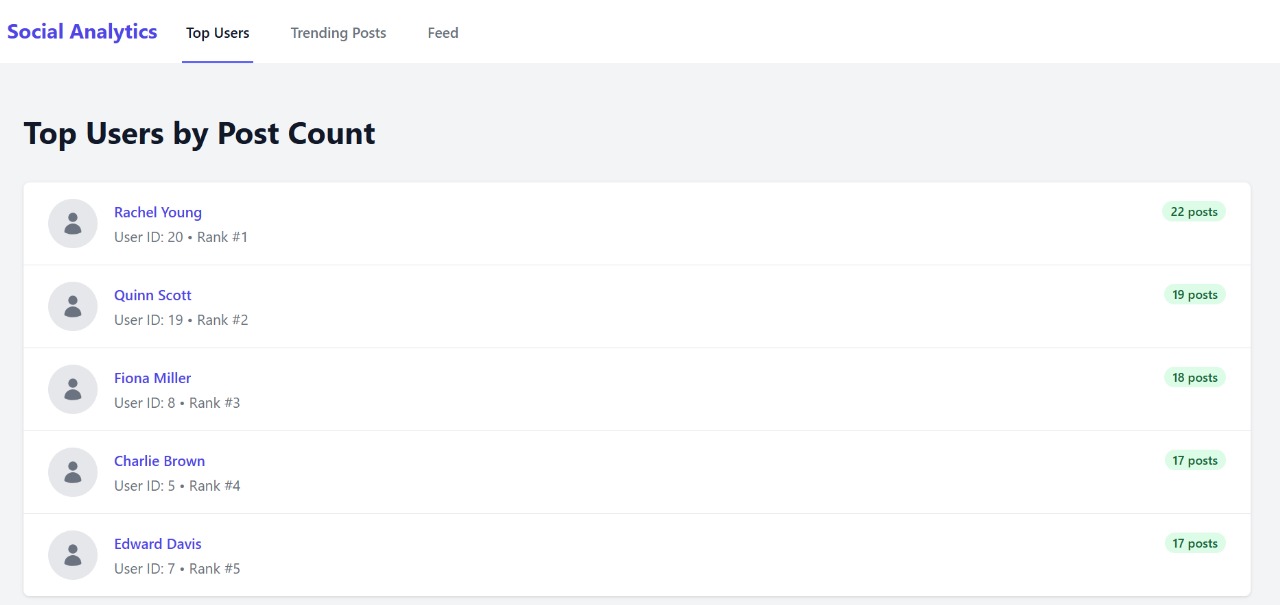 Social Analytics Top Users Trending Posts Feed
Top Users by Post Count
Rachel Young 22 posts
User ID: 20 • Rank #1
Quinn Scott 19 posts
User ID: 19 • Rank #2
Fiona Miller 18 posts
User ID: 8 • Rank #3
Charlie Brown 17 posts
User ID: 5 • Rank #4
Edward Davis 17 posts
User ID: 7 • Rank #5